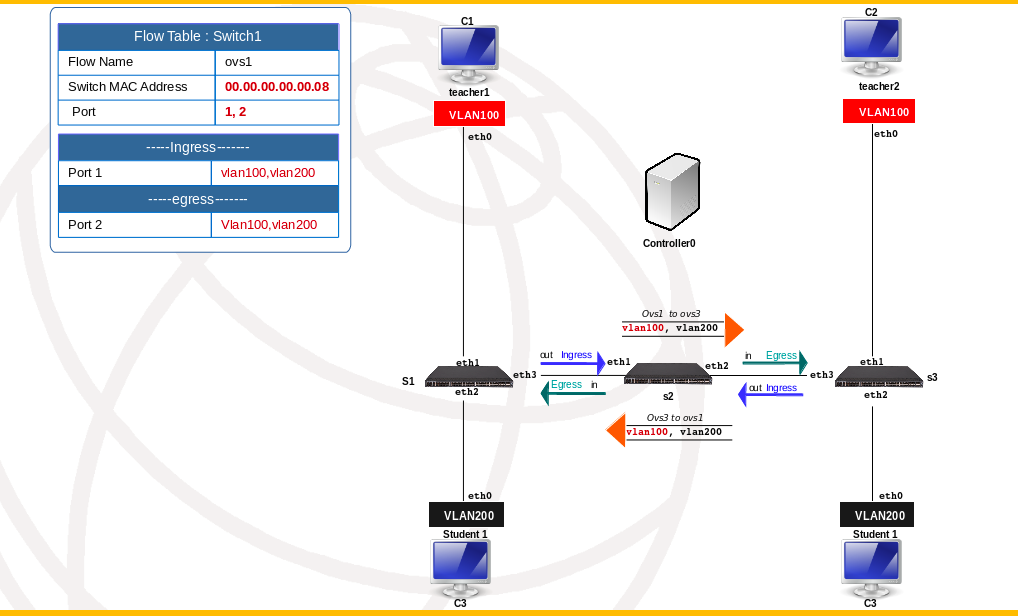 Flow Table : Switch1
Flow Name ovs1
Switch MAC Address 00.00.00.00.00.08
Port 1, 2
-----Ingress-------
Port 1 vlan100,vlan200
-----egress-------
Port 2 Vlan100,vlan200
C1
teacher1
VLAN100
eth0
C2
teacher2
VLAN100
eth0
Controller0
Ovs1 to ovs3
vlan100, vlan200
S1
eth1
eth2
eth3
out Ingress
Egress in
eth1
eth2
s2
in Egress
out Ingress
eth3
eth1
eth2
s3
Ovs3 to ovs1
vlan100, vlan200
eth0
VLAN200
Student 1
C3
eth0
VLAN200
Student 1
C3